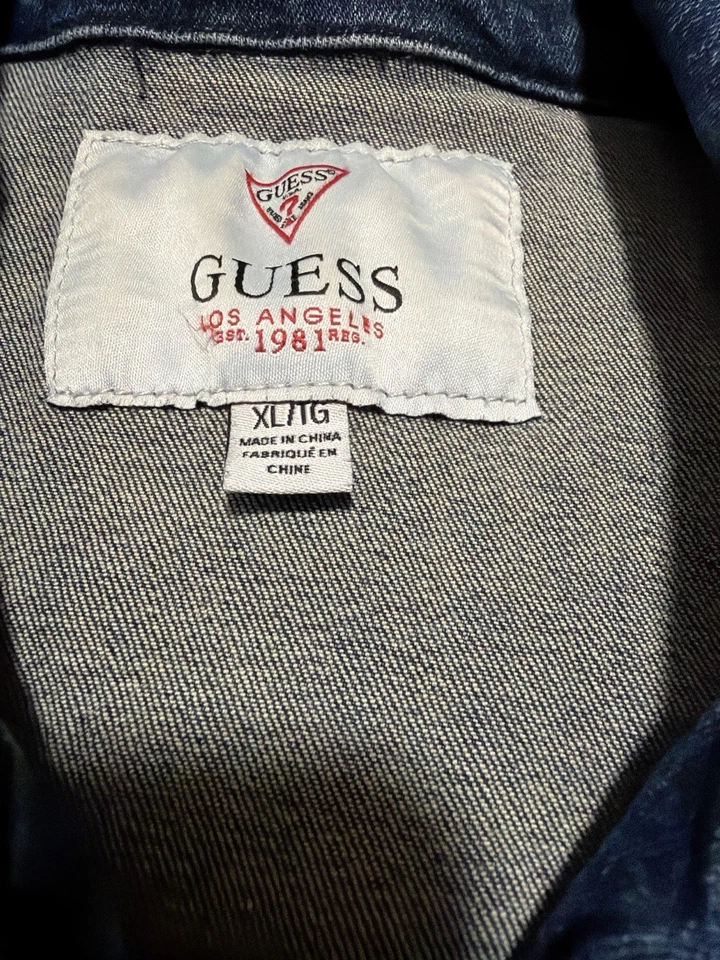 GUESS®
U.S.A.
?
GUESS
LOS ANGELES
EST. 1981 REG.
XL/TG
MADE IN CHINA
FABRIQUÉ EN
CHINE